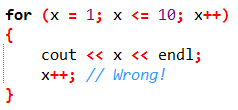 for (x = 1; x <= 10; x++)
{
    cout << x << endl;
    x++; // Wrong!
}